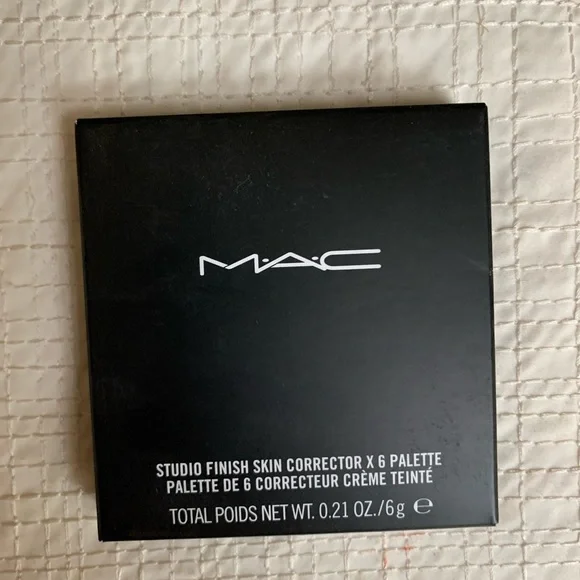 M·A·C
STUDIO FINISH SKIN CORRECTOR X 6 PALETTE
PALETTE DE 6 CORRECTEUR CRÈME TEINTÉ
TOTAL POIDS NET WT. 0.21 OZ./6g ℮